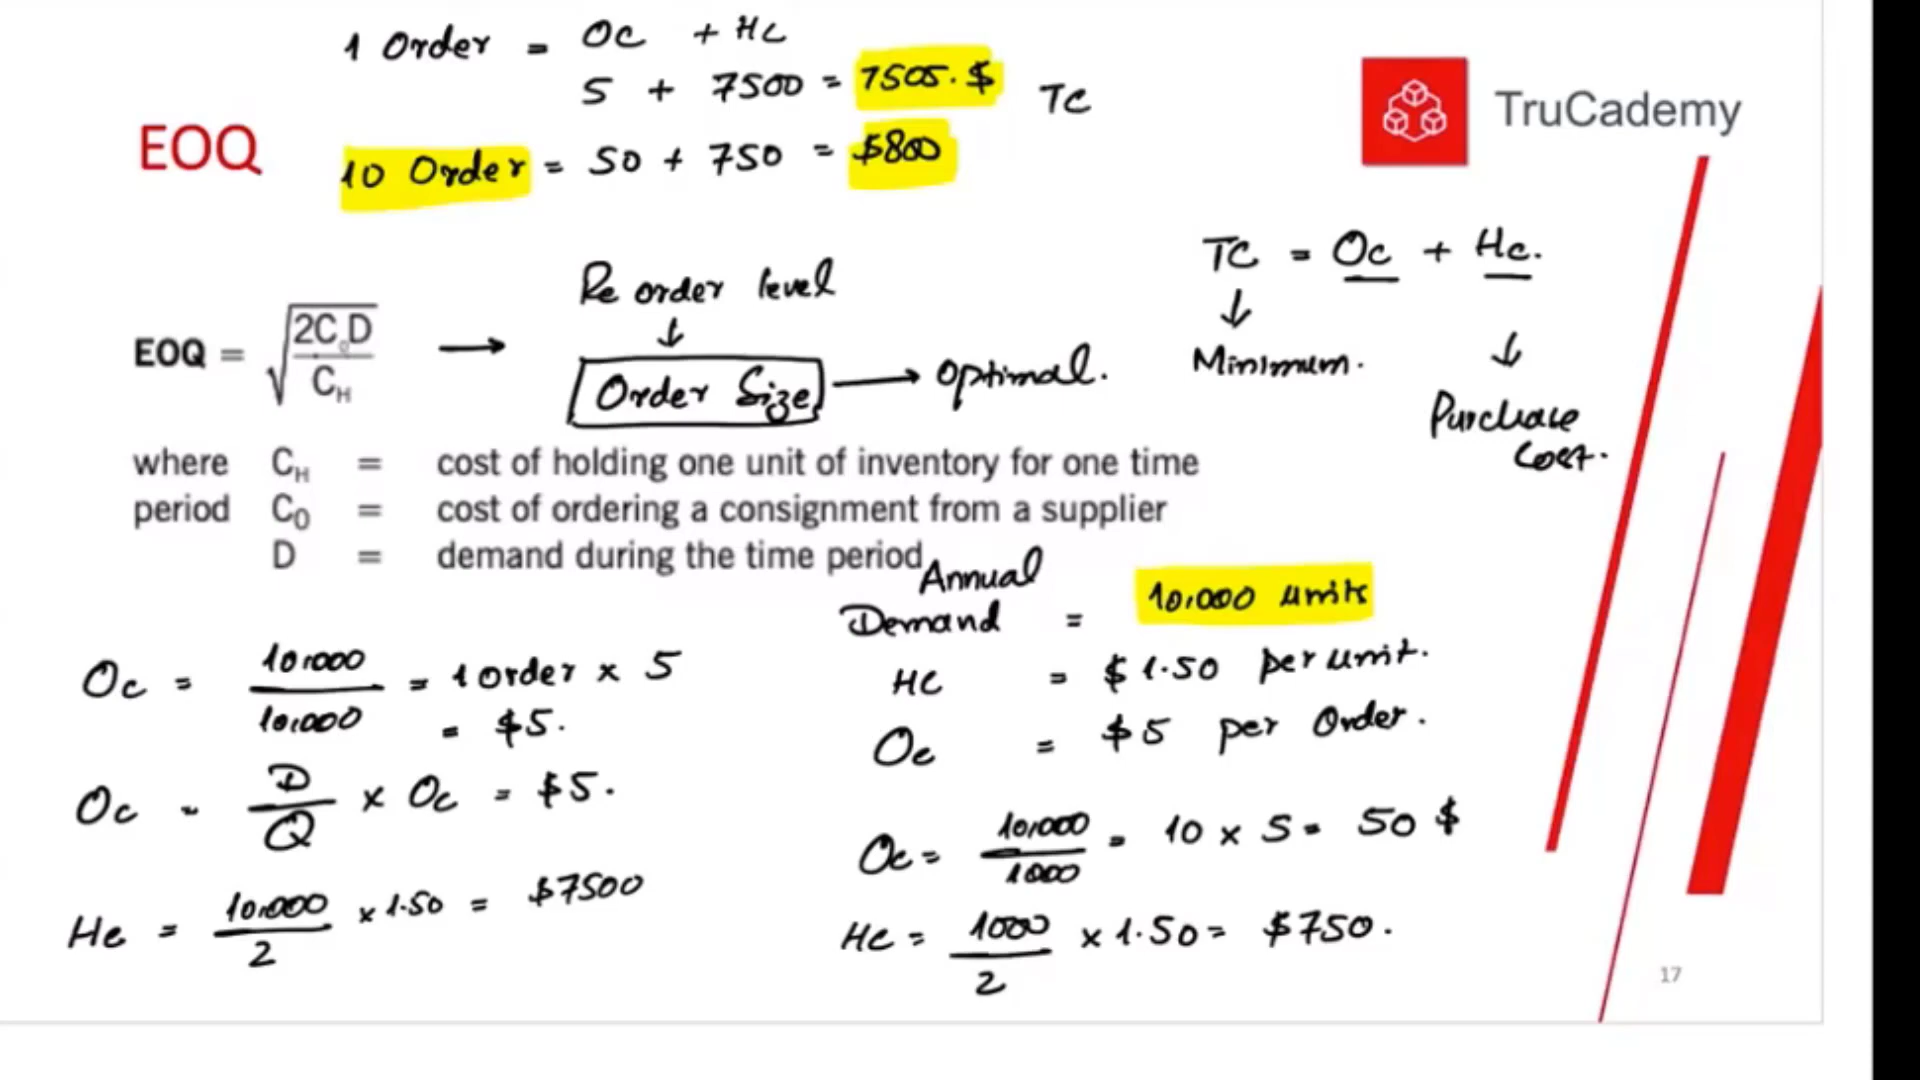 1 Order = Oc + Hc
5 + 7500 = 7505.$ TC
10 Order = 50 + 750 = $800
EOQ
TruCademy
TC = Oc + Hc.
Minimum.
Purchase Cost.
Re order level
Order Size
Optimal.
EOQ = √ 2C₀D / C_H
where C_H = cost of holding one unit of inventory for one time
period C₀ = cost of ordering a consignment from a supplier
D = demand during the time period
Annual
Demand = 10,000 units
HC = $1.50 per unit.
Oc = $5 per Order.
Oc = 10,000 / 10,000 = 1 order × 5
= $5.
Oc = D / Q × Oc = $5.
Hc = 10,000 / 2 × 1.50 = $7500
Oc = 10,000 / 1000 = 10 × 5 = 50 $
Hc = 1000 / 2 × 1.50 = $750.
17